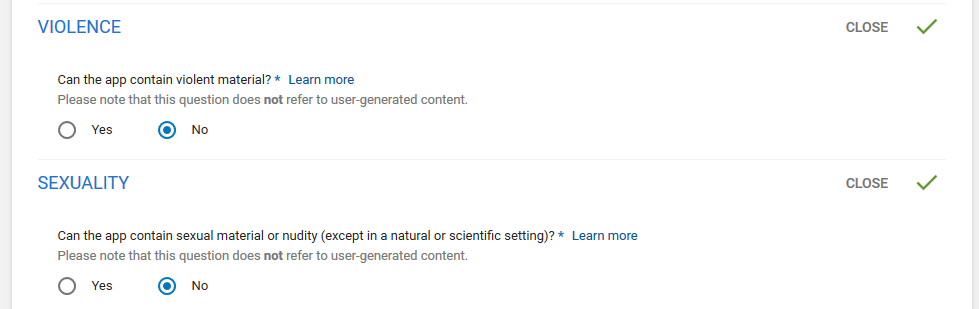 VIOLENCE CLOSE
Can the app contain violent material? * Learn more
Please note that this question does not refer to user-generated content.
Yes No
SEXUALITY CLOSE
Can the app contain sexual material or nudity (except in a natural or scientific setting)? * Learn more
Please note that this question does not refer to user-generated content.
Yes No